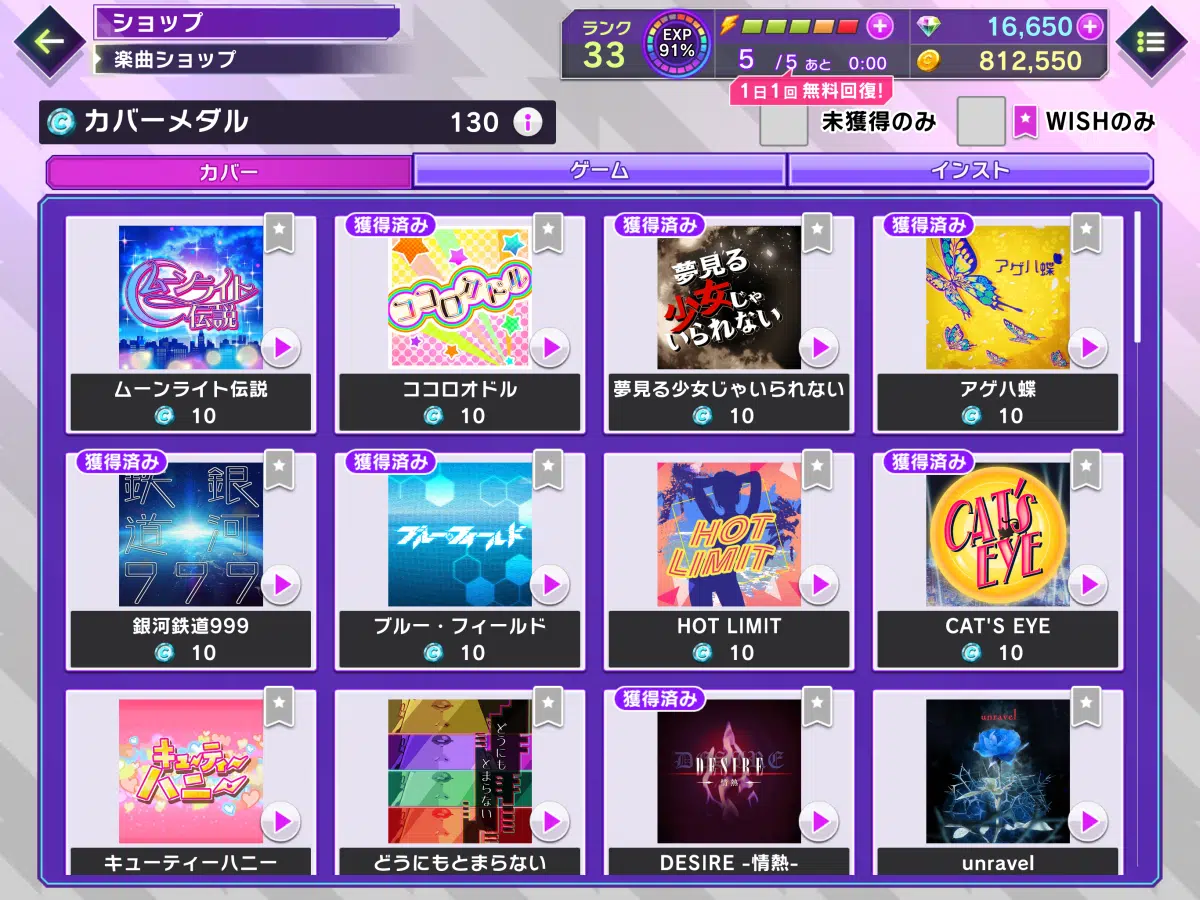 ショップ
楽曲ショップ
ランク
33
EXP
91%
5 /5 あと 0:00
1日1回 無料回復!
16,650
812,550
カバーメダル 130
未獲得のみ
WISHのみ
カバー
ゲーム
インスト
ムーンライト伝説
ムーンライト伝説
10
獲得済み
ココロオドル
ココロオドル
10
獲得済み
夢見る少女じゃいられない
夢見る少女じゃいられない
10
獲得済み
アゲハ蝶
アゲハ蝶
10
獲得済み
銀河鉄道999
銀河鉄道999
10
獲得済み
ブルー・フィールド
ブルー・フィールド
10
HOT LIMIT
HOT LIMIT
10
獲得済み
CAT'S EYE
CAT'S EYE
10
キューティーハニー
キューティーハニー
どうにもとまらない
どうにもとまらない
獲得済み
DESIRE
情熱
DESIRE -情熱-
unravel
unravel